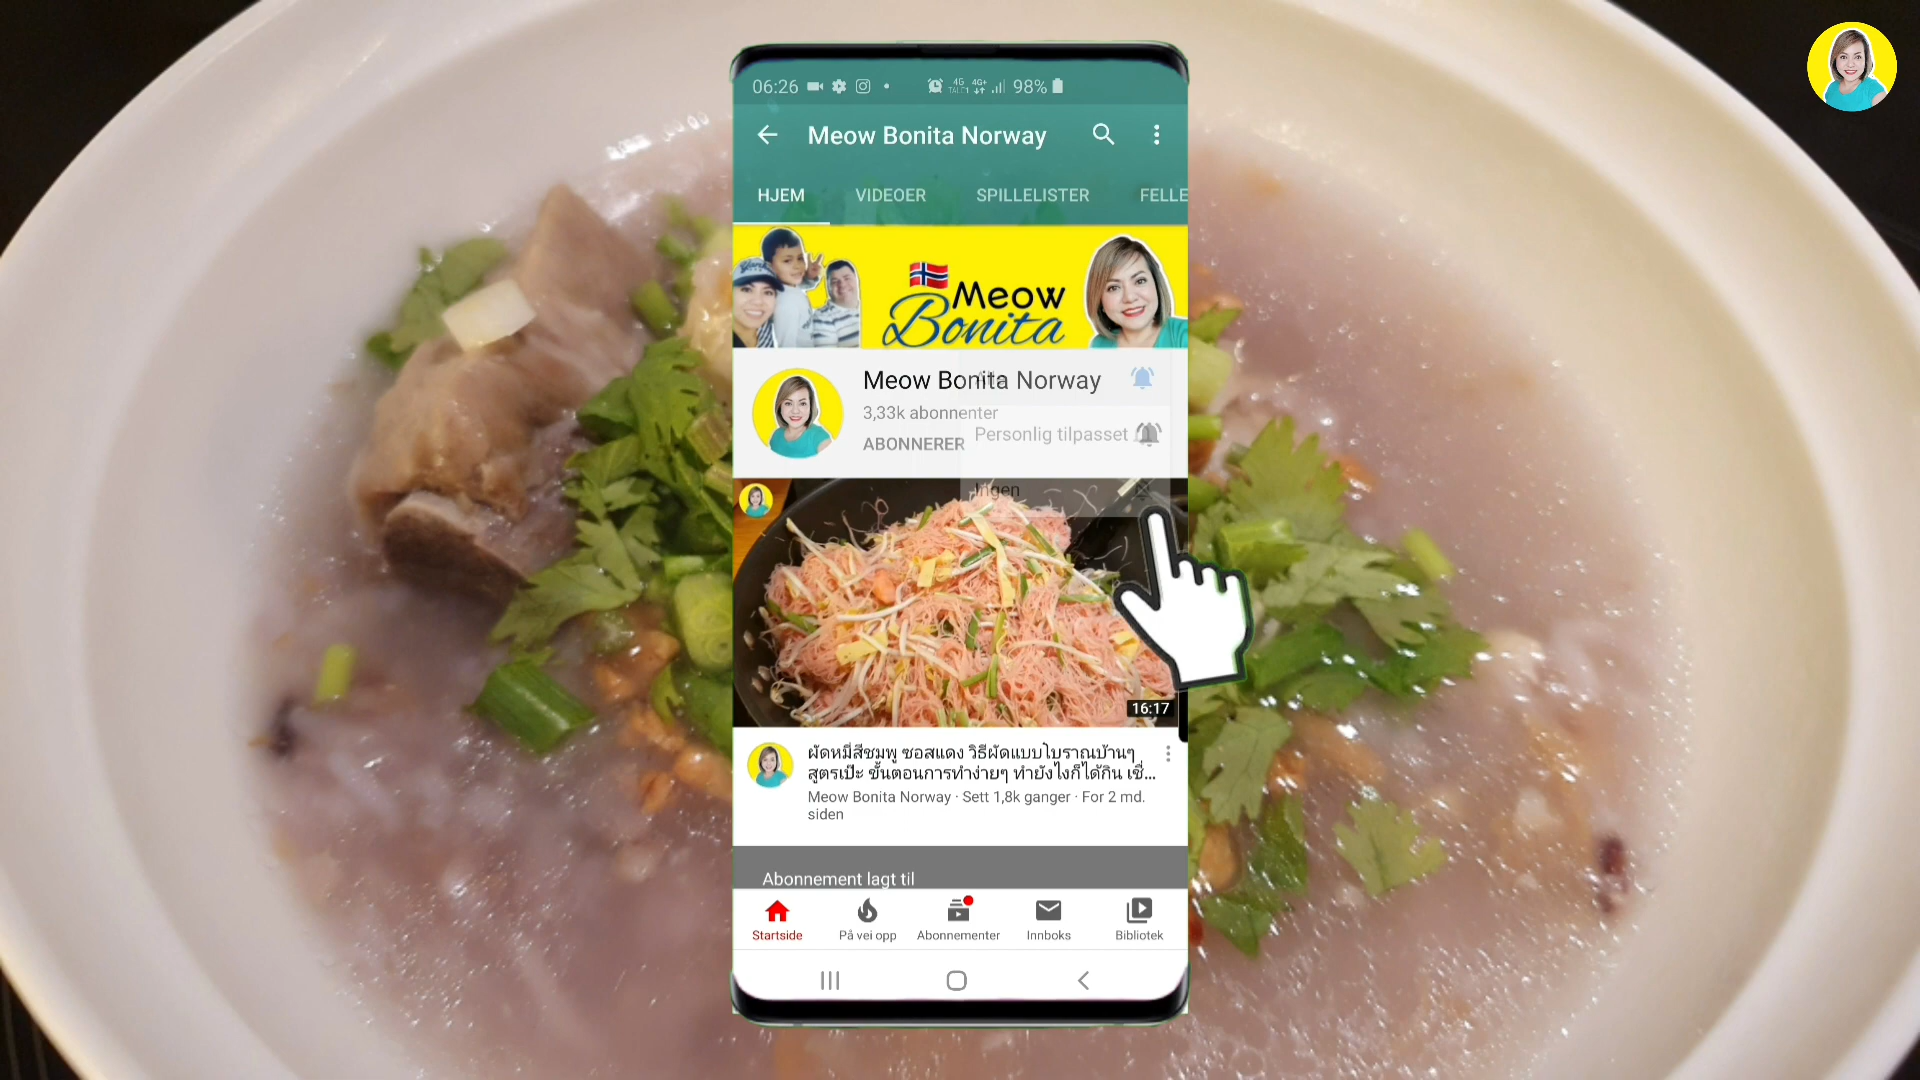 06:26 98%
Meow Bonita Norway
HJEM VIDEOER SPILLELISTER FELLE
Meow
Bonita
Meow Bonita Norway
3,33k abonnenter
ABONNERER
Personlig tilpasset
Ingen
16:17
ผัดหมี่สีชมพู ซอสแดง วิธีผัดแบบโบราณบ้านๆ
สูตรเป๊ะ ขั้นตอนการทำง่ายๆ ทำยังไงก็ได้กิน เชื่...
Meow Bonita Norway · Sett 1,8k ganger · For 2 md.
siden
Abonnement lagt til
Startside På vei opp Abonnementer Innboks Bibliotek